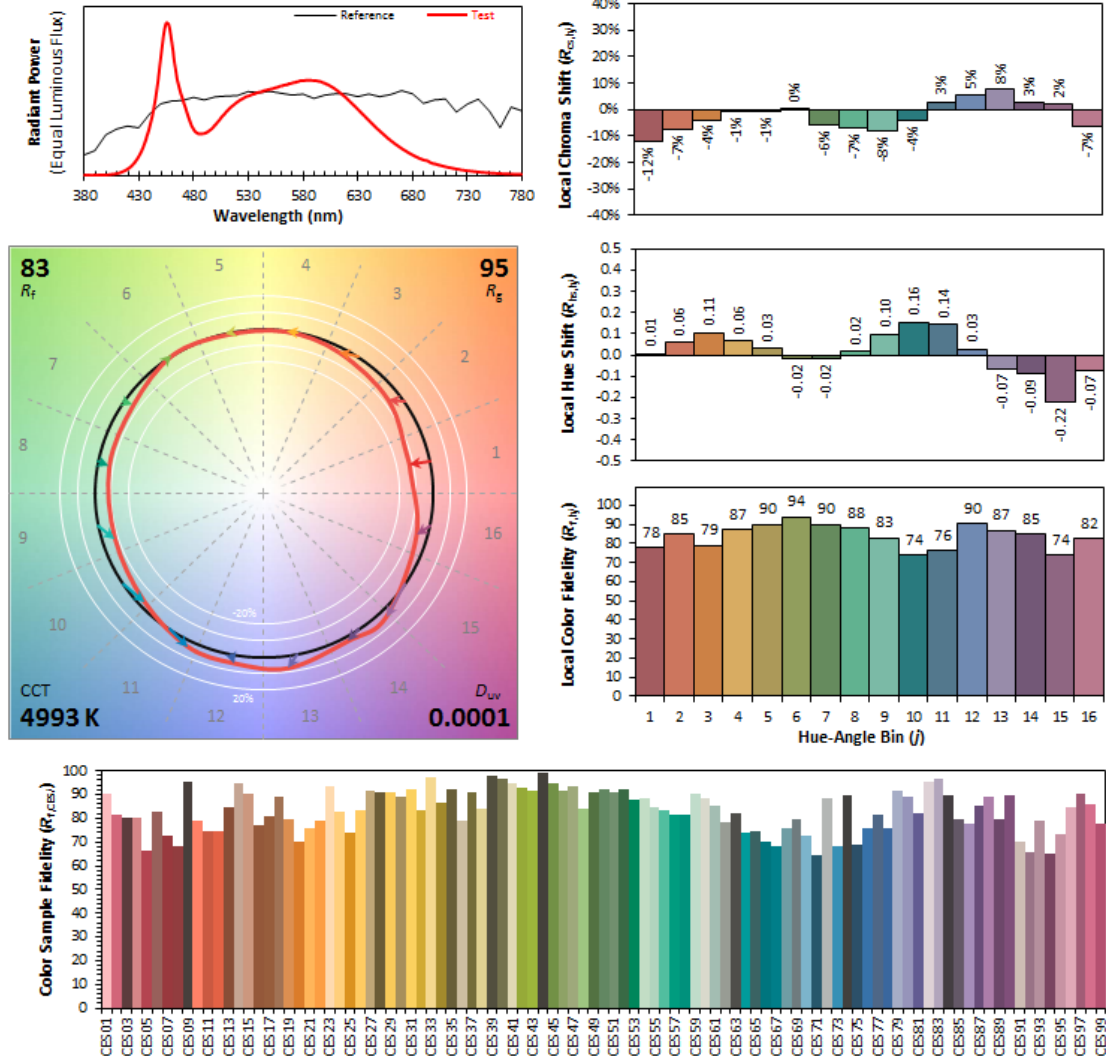 Reference
Test
Radiant Power
(Equal Luminous Flux)
380 430 480 530 580 630 680 730 780
Wavelength (nm)
Local Chroma Shift (Rcs,hj)
40%
30%
20%
10%
0%
-10%
-20%
-30%
-40%
-12% -7% -4% -1% -1% 0% -6% -7% -8% -4% 3% 5% 8% 3% 2% -7%
83
Rf
95
Rg
5 4
6 3
7 2
8 1
9 16
10 15
11 14
12 13
-20%
20%
CCT
4993 K
Duv
0.0001
Local Hue Shift (Rhs,hj)
0.5
0.4
0.3
0.2
0.1
0.0
-0.1
-0.2
-0.3
-0.4
-0.5
0.01 0.06 0.11 0.06 0.03 -0.02 -0.02 0.02 0.10 0.16 0.14 0.03 -0.07 -0.09 -0.22 -0.07
Local Color Fidelity (Rf,hj)
100
90
80
70
60
50
40
30
20
10
0
78 85 79 87 90 94 90 88 83 74 76 90 87 85 74 82
1 2 3 4 5 6 7 8 9 10 11 12 13 14 15 16
Hue-Angle Bin (j)
Color Sample Fidelity (Rf,CESi)
100
90
80
70
60
50
40
30
20
10
0
CES01 CES03 CES05 CES07 CES09 CES11 CES13 CES15 CES17 CES19 CES21 CES23 CES25 CES27 CES29 CES31 CES33 CES35 CES37 CES39 CES41 CES43 CES45 CES47 CES49 CES51 CES53 CES55 CES57 CES59 CES61 CES63 CES65 CES67 CES69 CES71 CES73 CES75 CES77 CES79 CES81 CES83 CES85 CES87 CES89 CES91 CES93 CES95 CES97 CES99